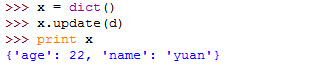 >>> x = dict()
>>> x.update(d)
>>> print x
{'age': 22, 'name': 'yuan'}